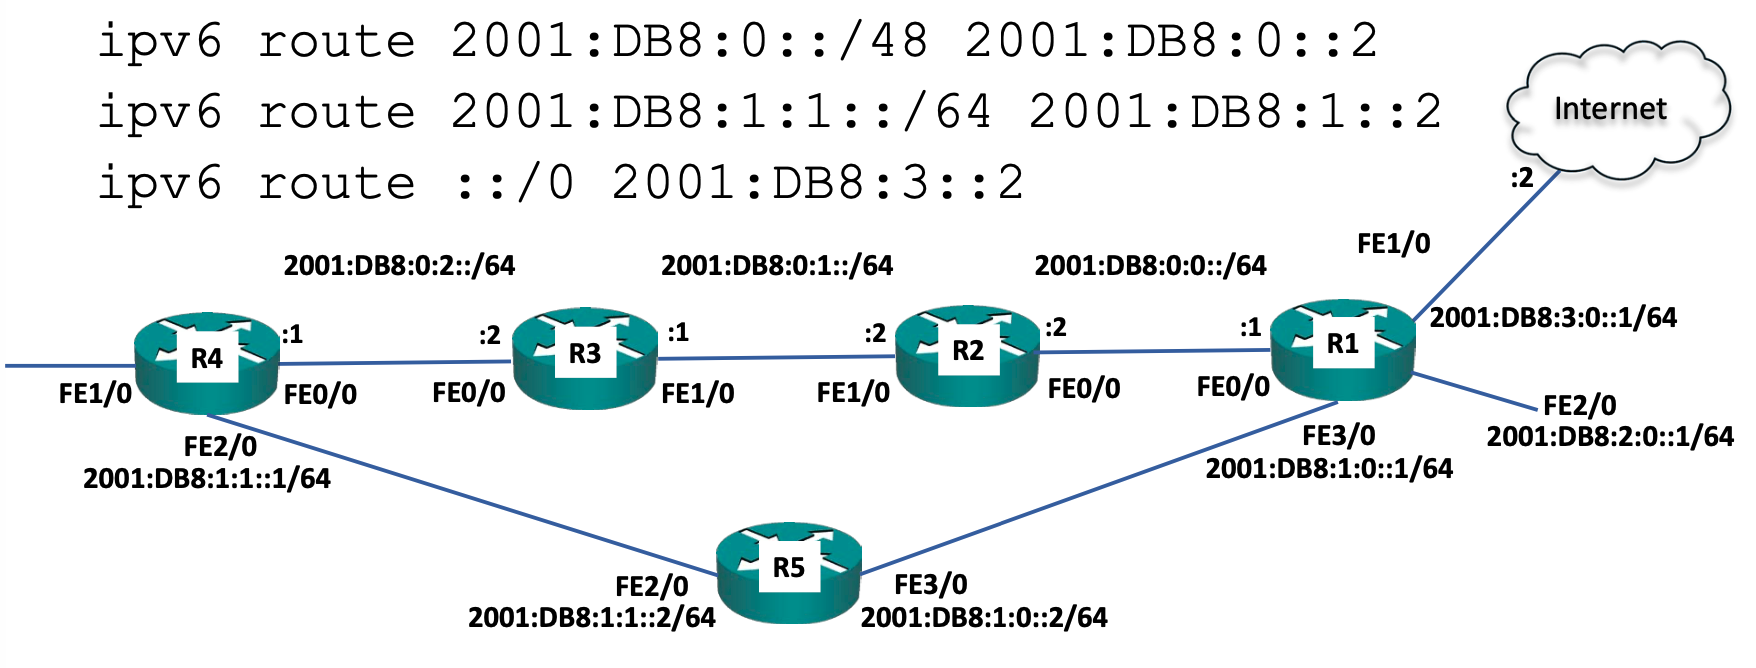 ipv6 route 2001:DB8:0::/48 2001:DB8:0::2
ipv6 route 2001:DB8:1:1::/64 2001:DB8:1::2
ipv6 route ::/0 2001:DB8:3::2
Internet
:2
FE1/0
2001:DB8:0:2::/64
2001:DB8:0:1::/64
2001:DB8:0:0::/64
2001:DB8:3:0::1/64
R4
:1
:2
R3
:1
:2
R2
:2
:1
R1
FE1/0
FE0/0
FE0/0
FE1/0
FE1/0
FE0/0
FE0/0
FE2/0
2001:DB8:2:0::1/64
FE2/0
2001:DB8:1:1::1/64
FE3/0
2001:DB8:1:0::1/64
R5
FE2/0
2001:DB8:1:1::2/64
FE3/0
2001:DB8:1:0::2/64